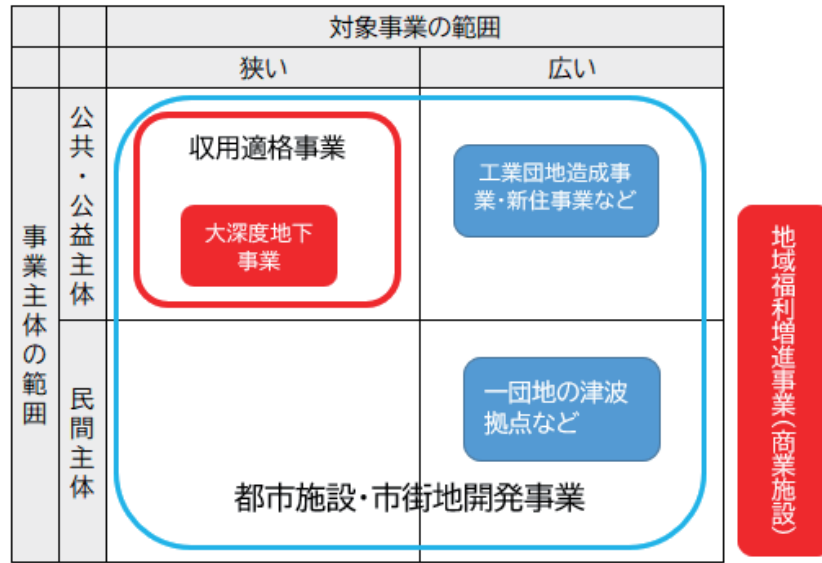 対象事業の範囲
狭い
広い
事業主体の範囲
公共・公益主体
収用適格事業
大深度地下
事業
工業団地造成事
業・新住事業など
民間主体
一団地の津波
拠点など
都市施設・市街地開発事業
地域福利増進事業(商業施設)